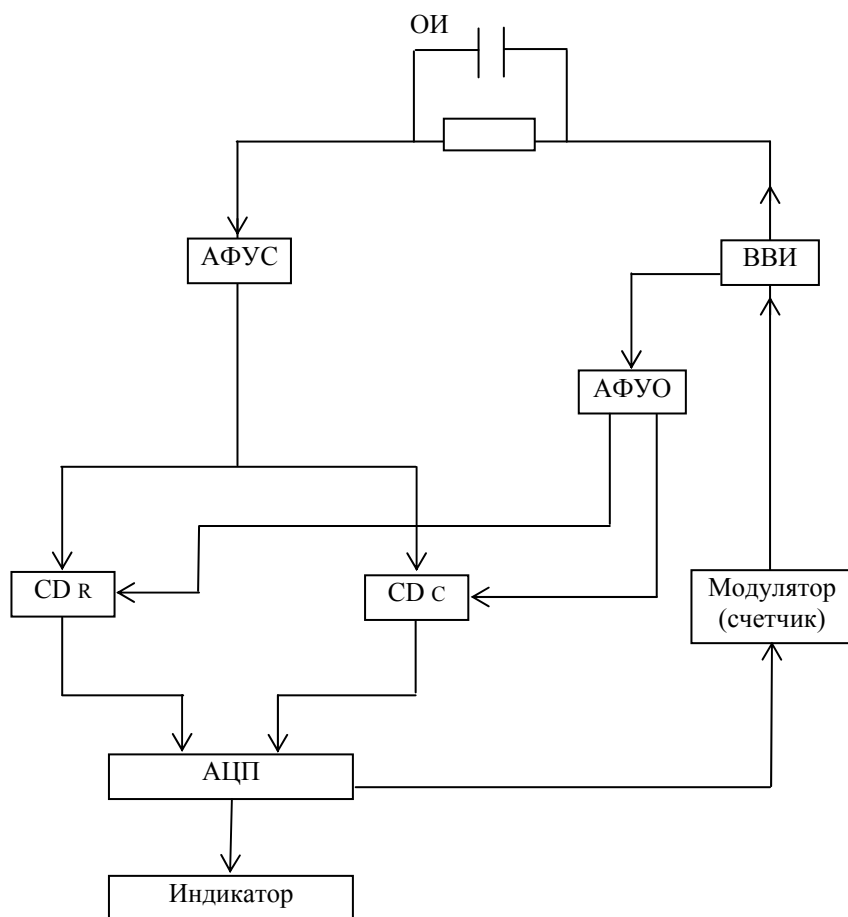 ОИ
АФУС
ВВИ
АФУО
CD R
CD C
Модулятор
(счетчик)
АЦП
Индикатор